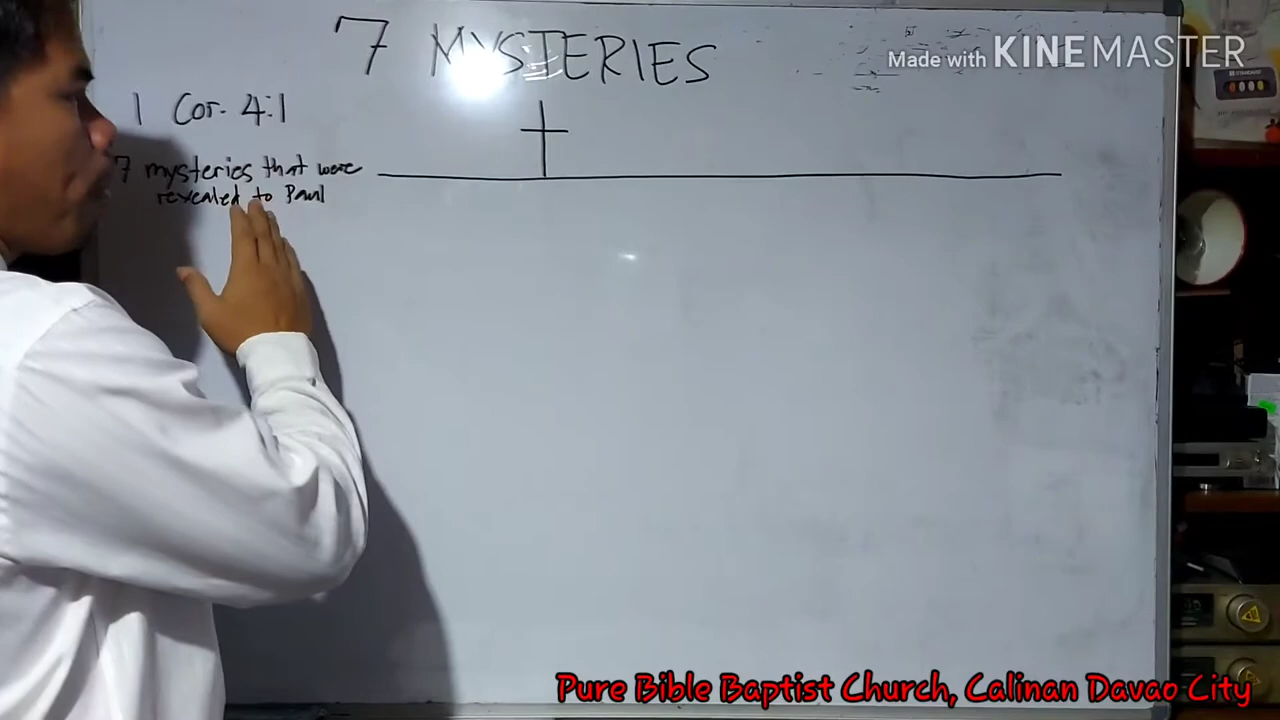 7 MYSTERIES
Made with KINEMASTER
1 Cor. 4:1
7 mysteries that were
revealed to Paul
STANDARD
Pure Bible Baptist Church, Calinan Davao City